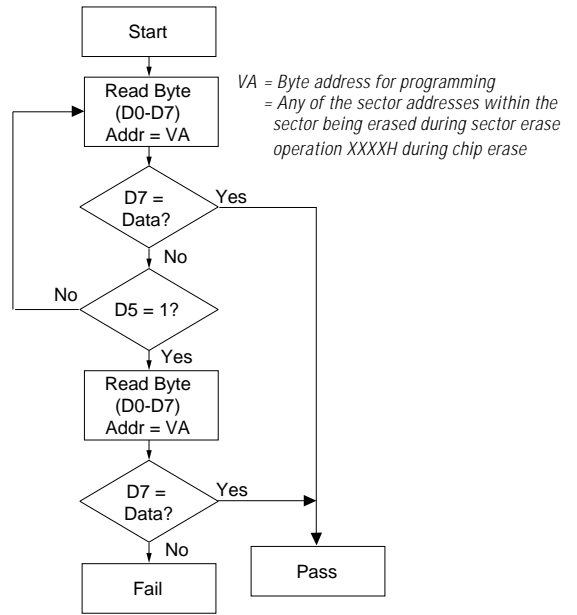 Start
Read Byte
(D0-D7)
Addr = VA
VA = Byte address for programming
= Any of the sector addresses within the
sector being erased during sector erase
operation XXXXH during chip erase
D7 =
Data?
Yes
No
D5 = 1?
No
Yes
Read Byte
(D0-D7)
Addr = VA
D7 =
Data?
Yes
No
Fail
Pass